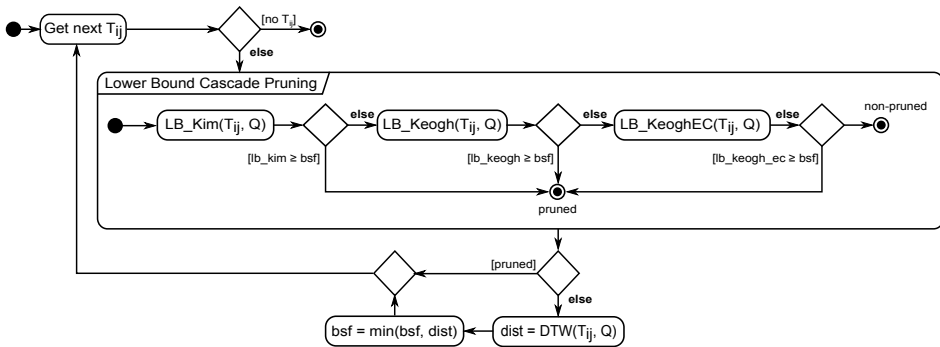 [no Tij]
Get next Tij
else
Lower Bound Cascade Pruning
non-pruned
LB_Kim(Tij, Q)
else
LB_Keogh(Tij, Q)
else
LB_KeoghEC(Tij, Q)
else
[lb_kim ≥ bsf]
[lb_keogh ≥ bsf]
[lb_keogh_ec ≥ bsf]
pruned
[pruned]
else
bsf = min(bsf, dist)
dist = DTW(Tij, Q)